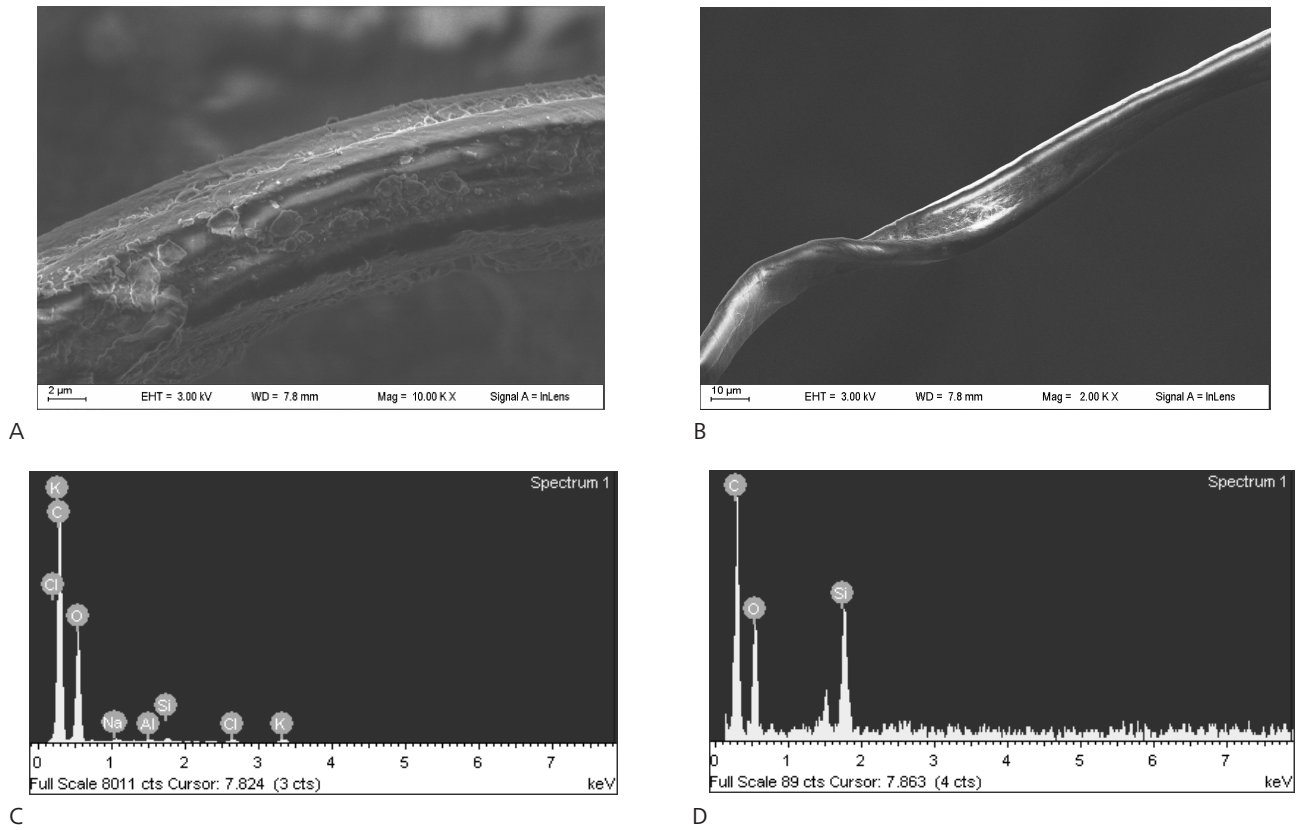 2 µm EHT = 3.00 kV WD = 7.8 mm Mag = 10.00 K X Signal A = InLens
10 µm EHT = 3.00 kV WD = 7.8 mm Mag = 2.00 K X Signal A = InLens
A
B
Spectrum 1
K
C
Cl
O
Na
Al
Si
Cl
K
0 1 2 3 4 5 6 7
Full Scale 8011 cts Cursor: 7.824 (3 cts) keV
Spectrum 1
C
O
Si
0 1 2 3 4 5 6 7
Full Scale 89 cts Cursor: 7.863 (4 cts) keV
C
D